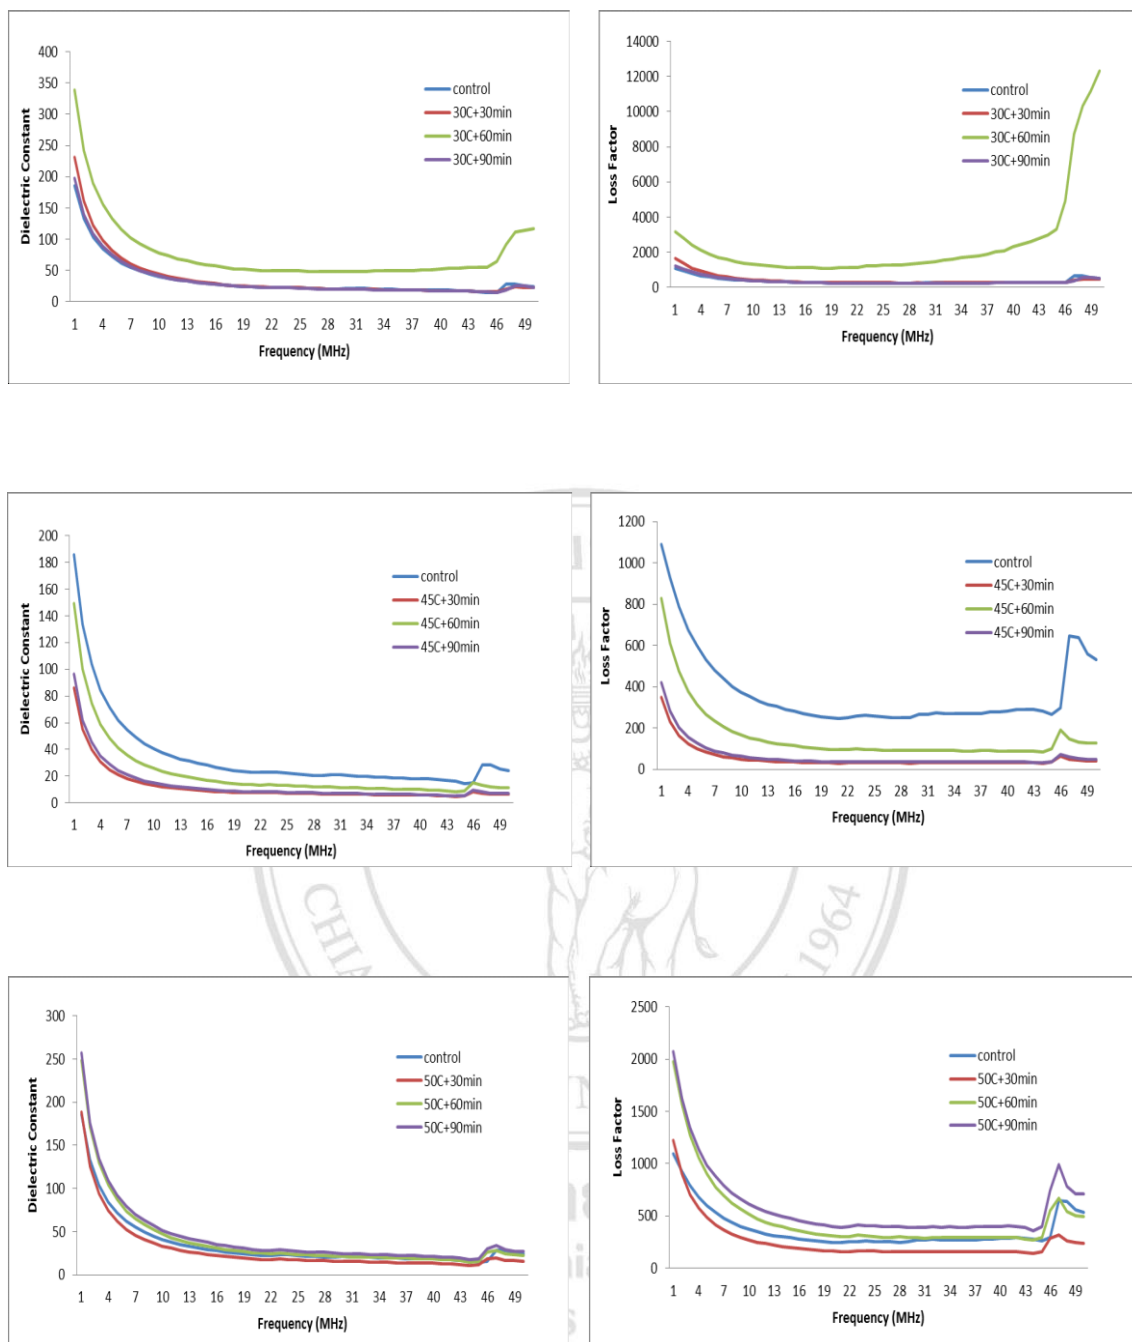 400
350
300
250
200
150
100
50
0
Dielectric Constant
control
30C+30min
30C+60min
30C+90min
1 4 7 10 13 16 19 22 25 28 31 34 37 40 43 46 49
Frequency (MHz)
14000
12000
10000
8000
6000
4000
2000
0
Loss Factor
control
30C+30min
30C+60min
30C+90min
1 4 7 10 13 16 19 22 25 28 31 34 37 40 43 46 49
Frequency (MHz)
200
180
160
140
120
100
80
60
40
20
0
Dielectric Constant
control
45C+30min
45C+60min
45C+90min
1 4 7 10 13 16 19 22 25 28 31 34 37 40 43 46 49
Frequency (MHz)
1200
1000
800
600
400
200
0
Loss Factor
control
45C+30min
45C+60min
45C+90min
1 4 7 10 13 16 19 22 25 28 31 34 37 40 43 46 49
Frequency (MHz)
1964
300
250
200
150
100
50
0
Dielectric Constant
control
50C+30min
50C+60min
50C+90min
1 4 7 10 13 16 19 22 25 28 31 34 37 40 43 46 49
Frequency (MHz)
2500
2000
1500
1000
500
0
Loss Factor
control
50C+30min
50C+60min
50C+90min
1 4 7 10 13 16 19 22 25 28 31 34 37 40 43 46 49
Frequency (MHz)